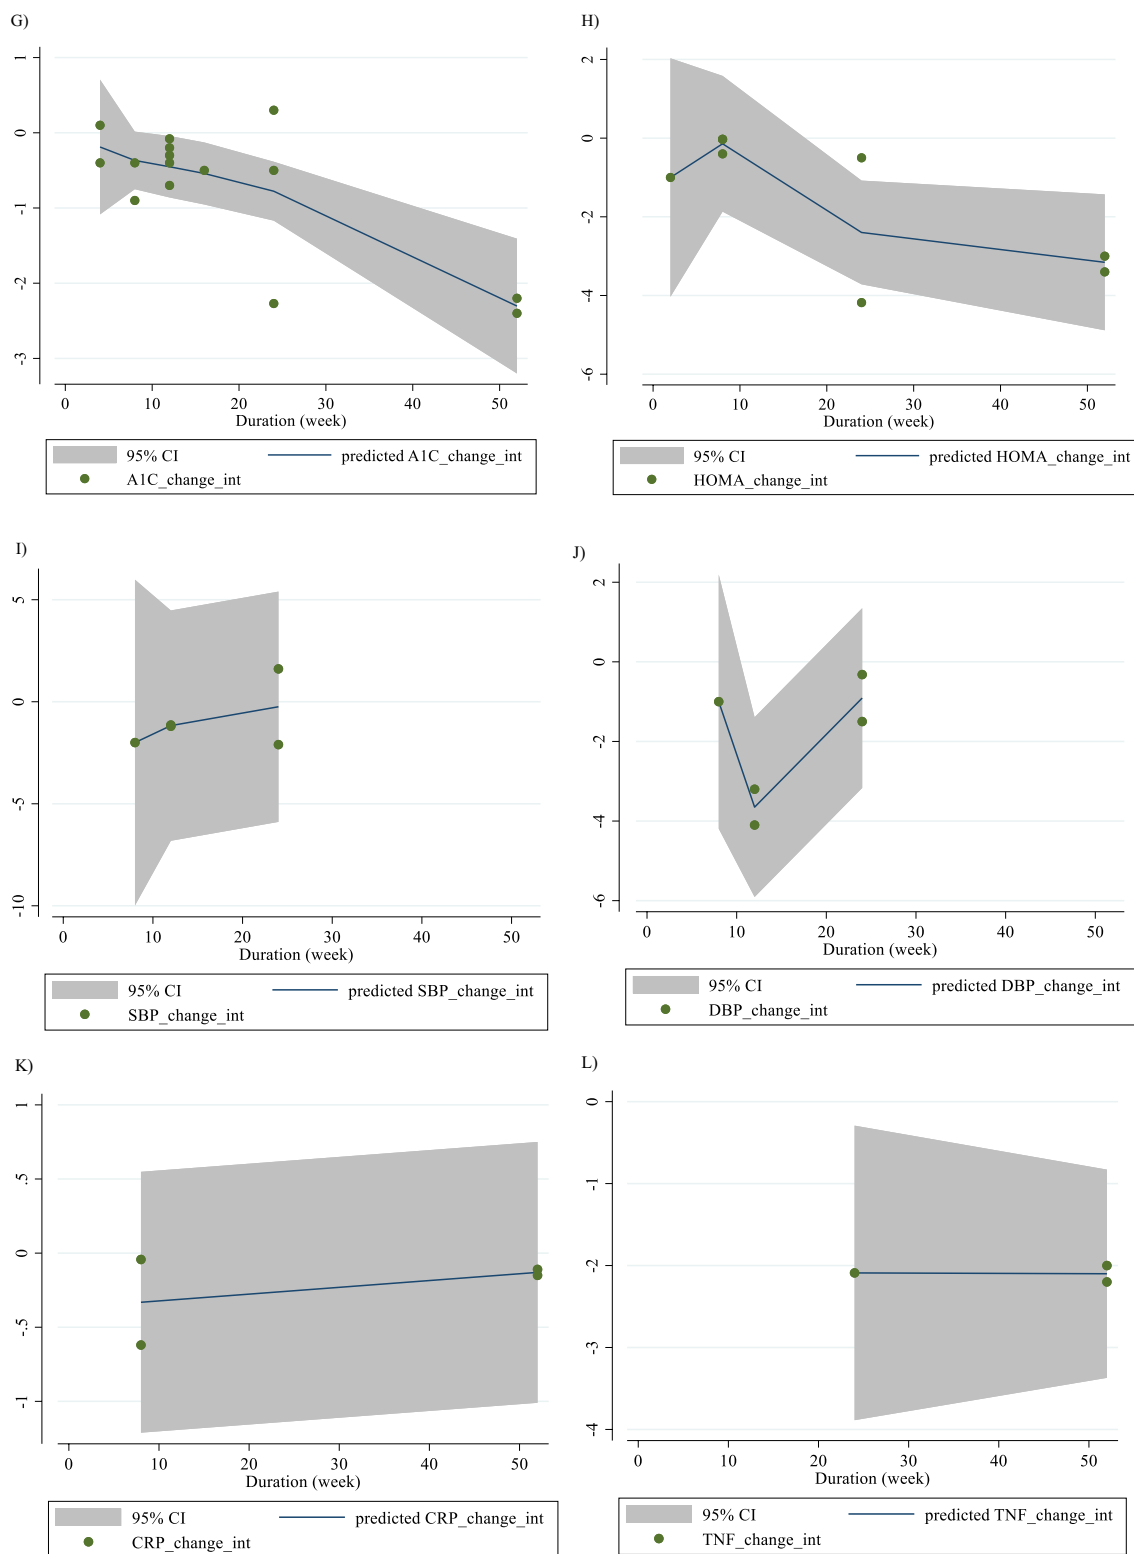 G)
1
0
-1
-2
-3
0 10 20 30 40 50
Duration (week)
95% CI predicted A1C_change_int
A1C_change_int
H)
2
0
-2
-4
-6
0 10 20 30 40 50
Duration (week)
95% CI predicted HOMA_change_int
HOMA_change_int
I)
5
0
-5
-10
0 10 20 30 40 50
Duration (week)
95% CI predicted SBP_change_int
SBP_change_int
J)
2
0
-2
-4
-6
0 10 20 30 40 50
Duration (week)
95% CI predicted DBP_change_int
DBP_change_int
K)
1
.5
0
-.5
-1
0 10 20 30 40 50
Duration (week)
95% CI predicted CRP_change_int
CRP_change_int
L)
0
-1
-2
-3
-4
0 10 20 30 40 50
Duration (week)
95% CI predicted TNF_change_int
TNF_change_int